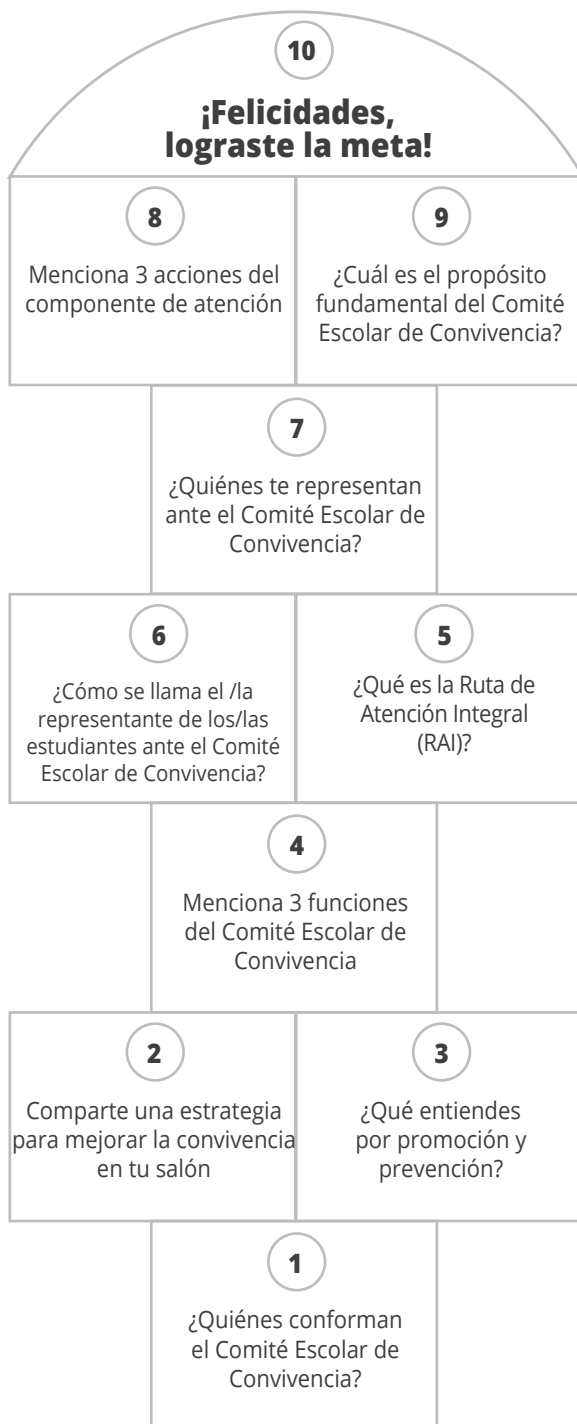 10
¡Felicidades,
lograste la meta!
8
Menciona 3 acciones del
componente de atención
9
¿Cuál es el propósito
fundamental del Comité
Escolar de Convivencia?
7
¿Quiénes te representan
ante el Comité Escolar de
Convivencia?
6
¿Cómo se llama el /la
representante de los/las
estudiantes ante el Comité
Escolar de Convivencia?
5
¿Qué es la Ruta de
Atención Integral
(RAI)?
4
Menciona 3 funciones
del Comité Escolar de
Convivencia
2
Comparte una estrategia
para mejorar la convivencia
en tu salón
3
¿Qué entiendes
por promoción y
prevención?
1
¿Quiénes conforman
el Comité Escolar de
Convivencia?